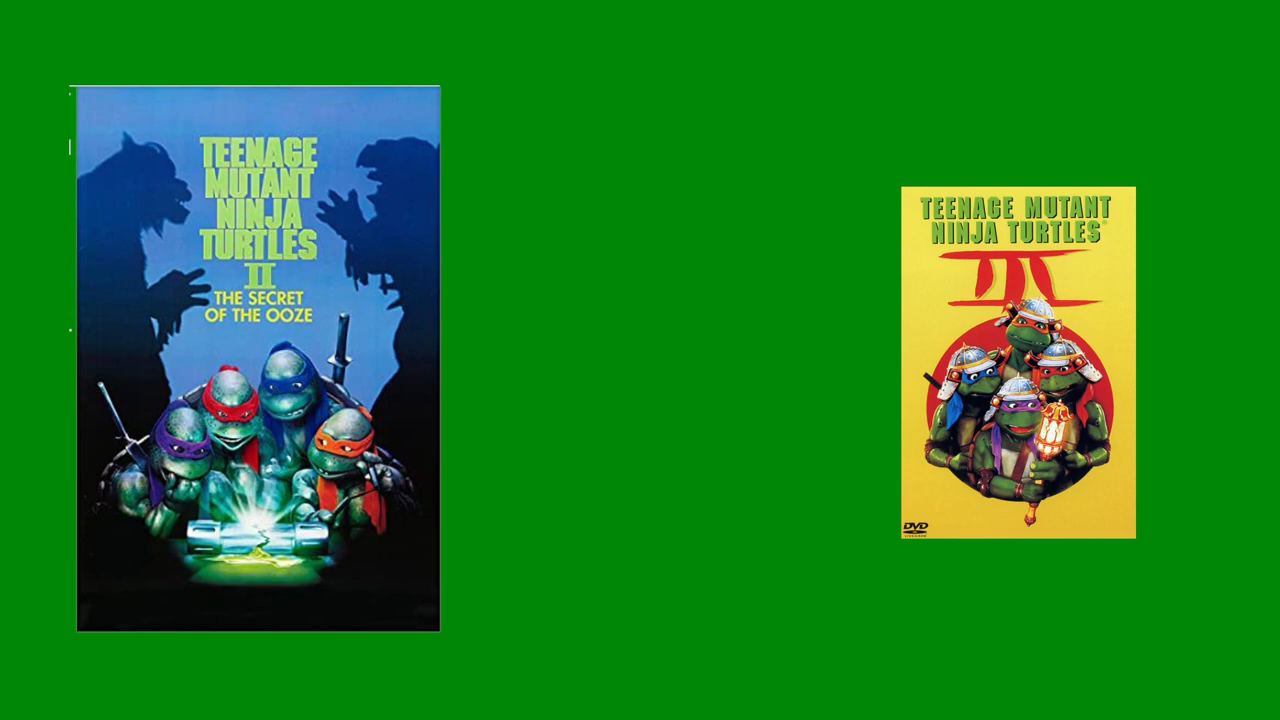 TEENAGE
MUTANT
NINJA
TURTLES
II
THE SECRET
OF THE OOZE
TEENAGE MUTANT
NINJA TURTLES®
III
DVD